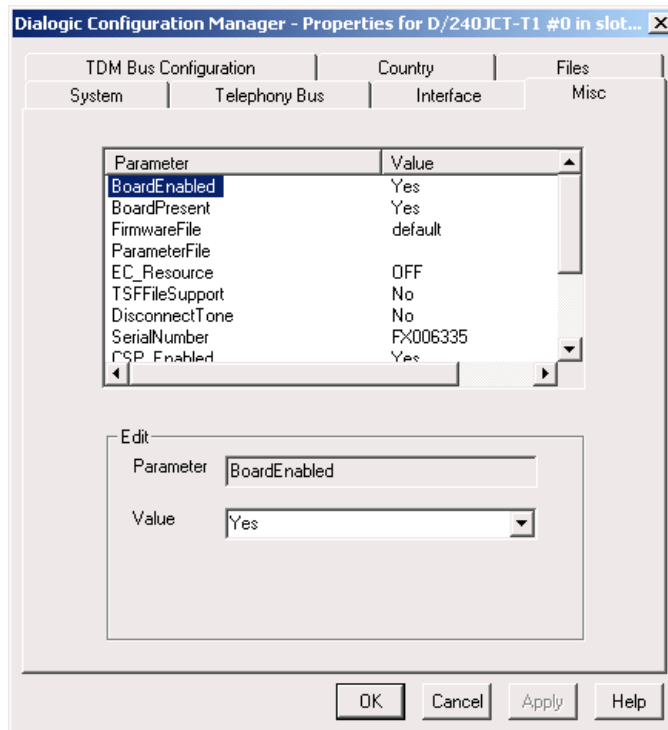 Dialogic Configuration Manager - Properties for D/240JCT-T1 #0 in slot...
TDM Bus Configuration Country Files
System Telephony Bus Interface Misc
Parameter Value
BoardEnabled Yes
BoardPresent Yes
FirmwareFile default
ParameterFile
EC_Resource OFF
TSFFileSupport No
DisconnectTone No
SerialNumber FX006335
CSP_Enabled Yes
Edit
Parameter BoardEnabled
Value Yes
OK Cancel Apply Help